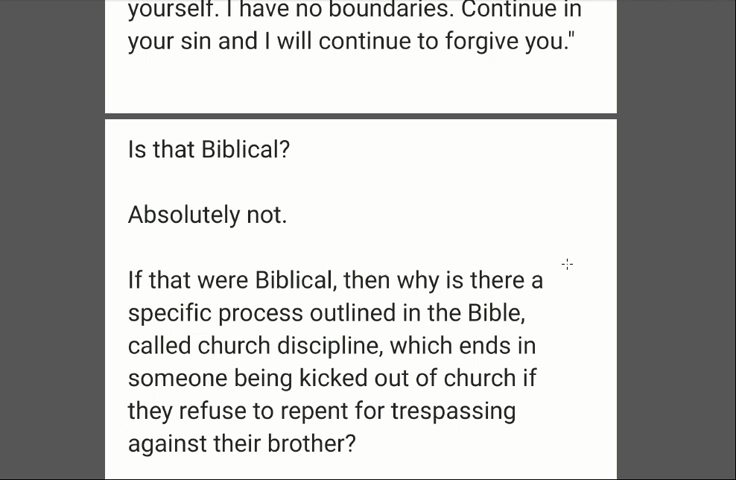 yourself. I have no boundaries. Continue in
your sin and I will continue to forgive you."
Is that Biblical?
Absolutely not.
If that were Biblical, then why is there a
specific process outlined in the Bible,
called church discipline, which ends in
someone being kicked out of church if
they refuse to repent for trespassing
against their brother?